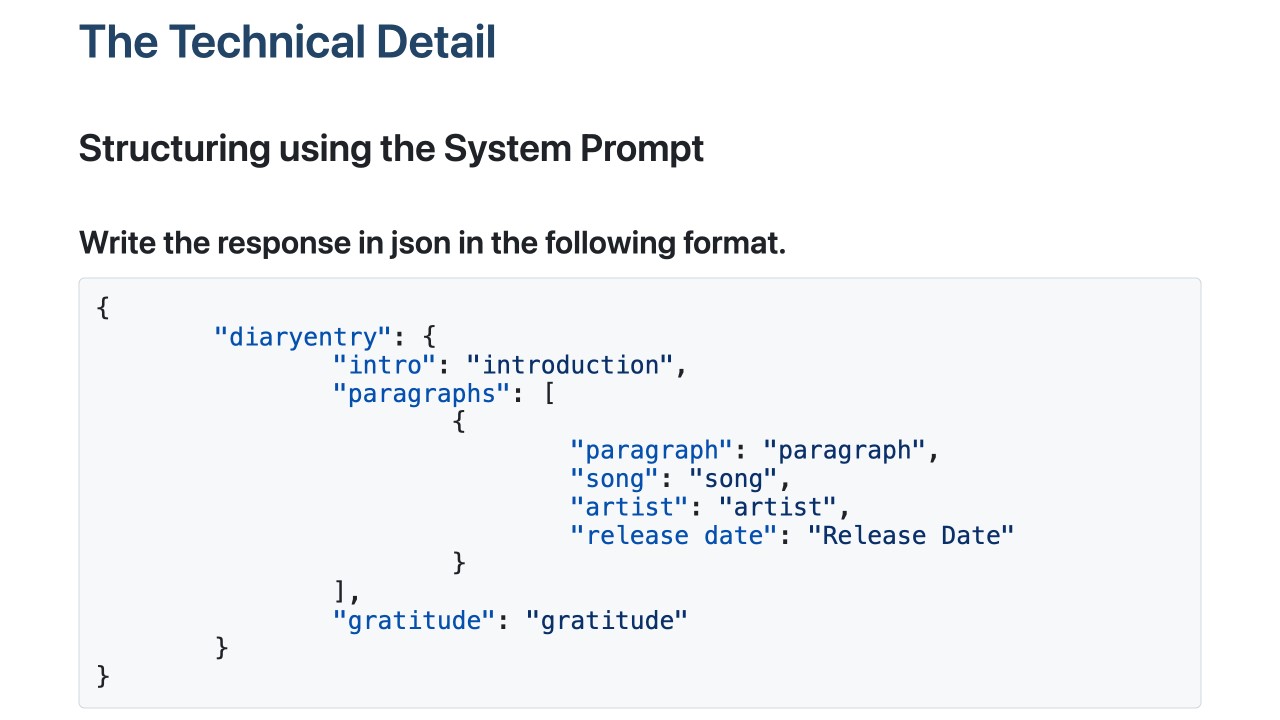 The Technical Detail
Structuring using the System Prompt
Write the response in json in the following format.
{
        "diaryentry": {
                "intro": "introduction",
                "paragraphs": [
                        {
                                "paragraph": "paragraph",
                                "song": "song",
                                "artist": "artist",
                                "release date": "Release Date"
                        }
                ],
                "gratitude": "gratitude"
        }
}